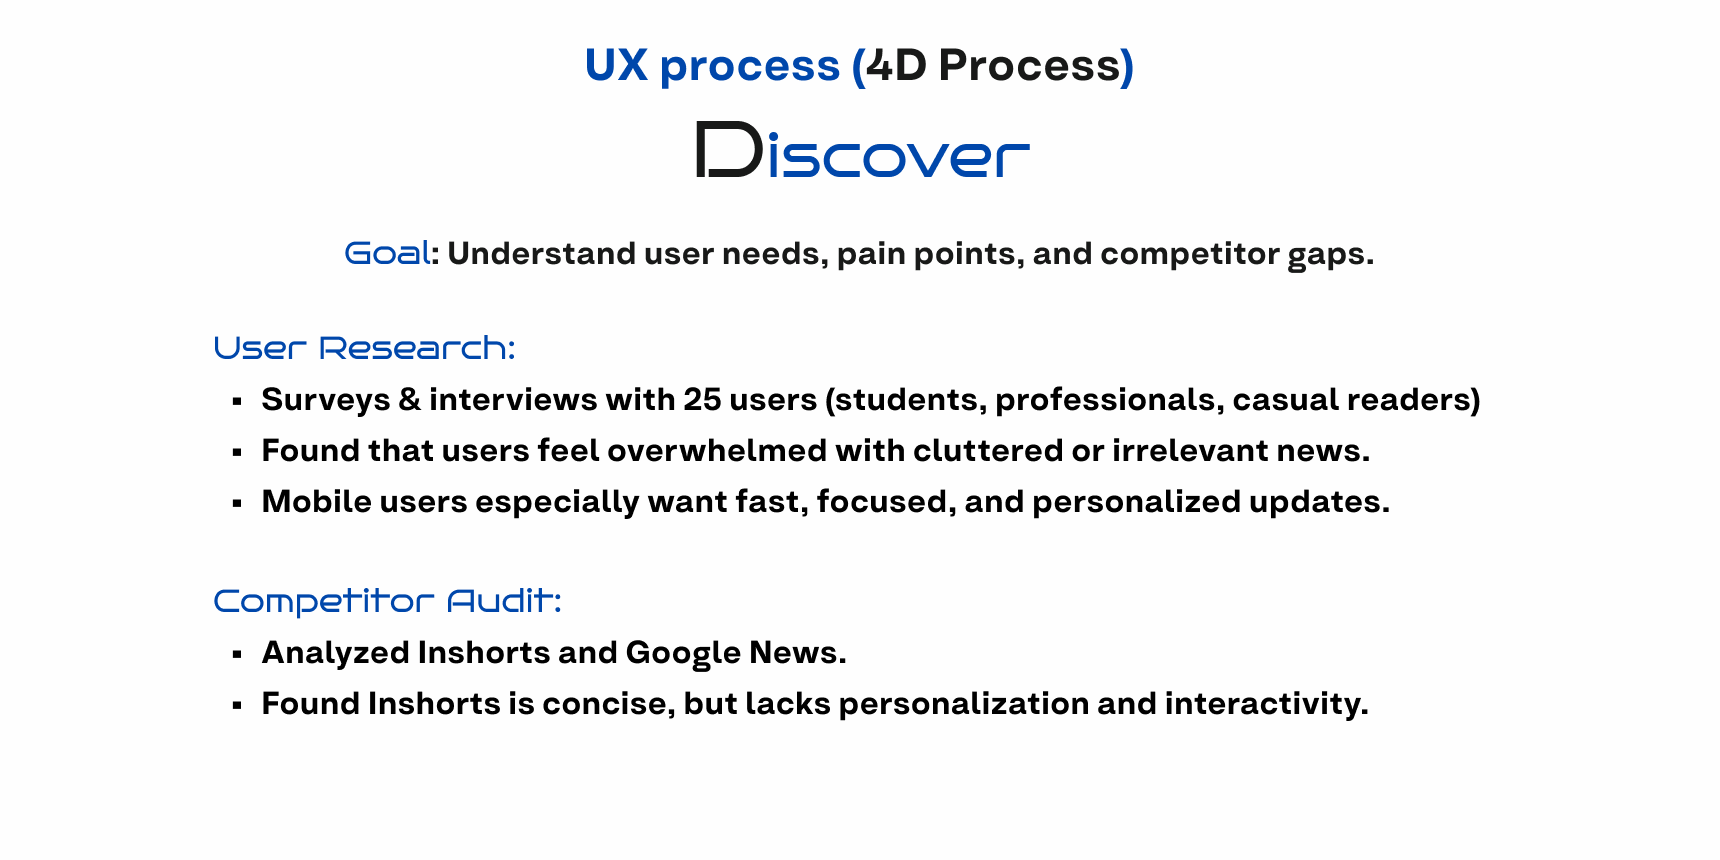 UX process (4D Process)
Discover
Goal: Understand user needs, pain points, and competitor gaps.
User Research:
▪ Surveys & interviews with 25 users (students, professionals, casual readers)
▪ Found that users feel overwhelmed with cluttered or irrelevant news.
▪ Mobile users especially want fast, focused, and personalized updates.
Competitor Audit:
▪ Analyzed Inshorts and Google News.
▪ Found Inshorts is concise, but lacks personalization and interactivity.